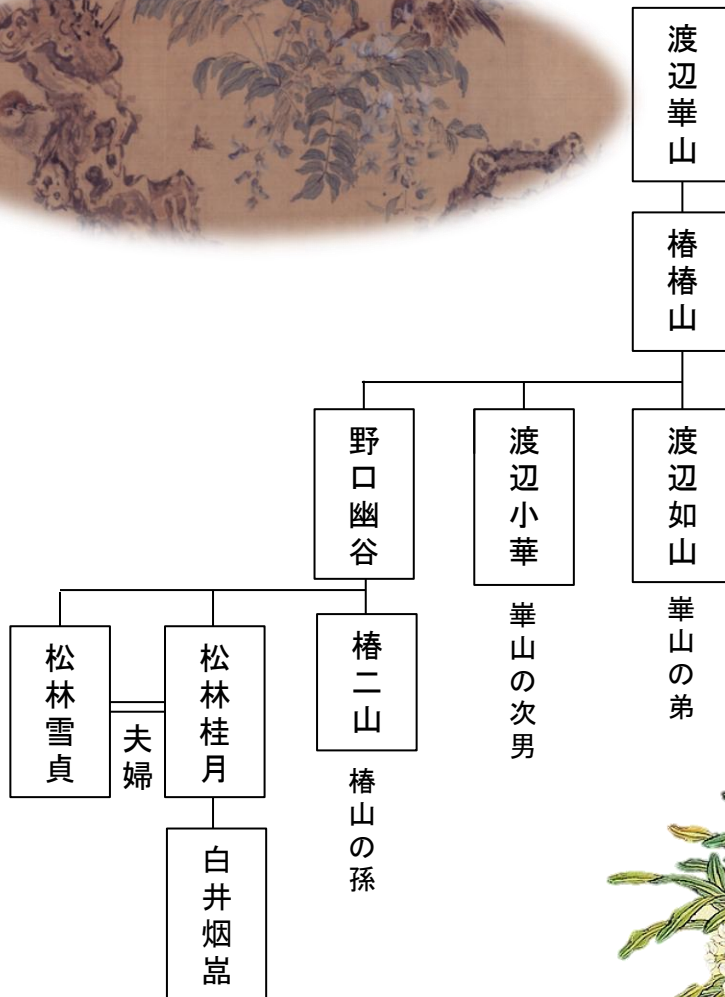 渡辺崋山
椿椿山
渡辺如山
崋山の弟
渡辺小華
崋山の次男
野口幽谷
椿二山
椿山の孫
松林桂月
夫婦
松林雪貞
白井烟嵓